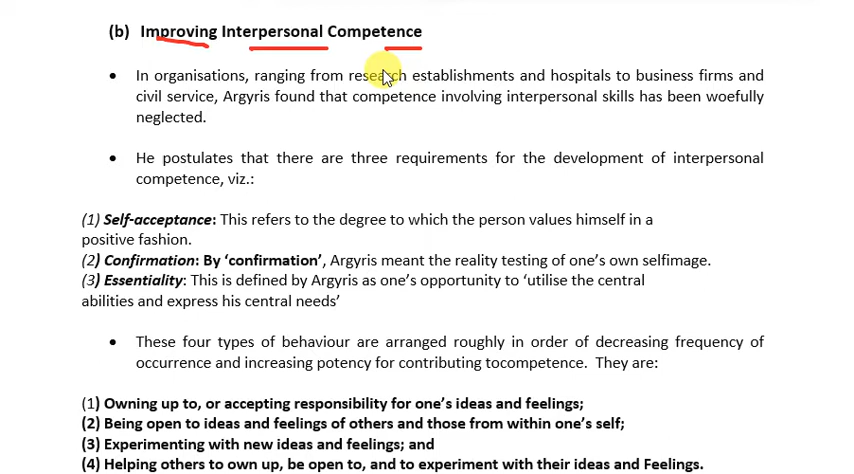 (b) Improving Interpersonal Competence
• In organisations, ranging from research establishments and hospitals to business firms and
civil service, Argyris found that competence involving interpersonal skills has been woefully
neglected.
• He postulates that there are three requirements for the development of interpersonal
competence, viz.:
(1) Self-acceptance: This refers to the degree to which the person values himself in a
positive fashion.
(2) Confirmation: By ‘confirmation’, Argyris meant the reality testing of one’s own selfimage.
(3) Essentiality: This is defined by Argyris as one’s opportunity to ‘utilise the central
abilities and express his central needs’
• These four types of behaviour are arranged roughly in order of decreasing frequency of
occurrence and increasing potency for contributing tocompetence. They are:
(1) Owning up to, or accepting responsibility for one’s ideas and feelings;
(2) Being open to ideas and feelings of others and those from within one’s self;
(3) Experimenting with new ideas and feelings; and
(4) Helping others to own up, be open to, and to experiment with their ideas and Feelings.